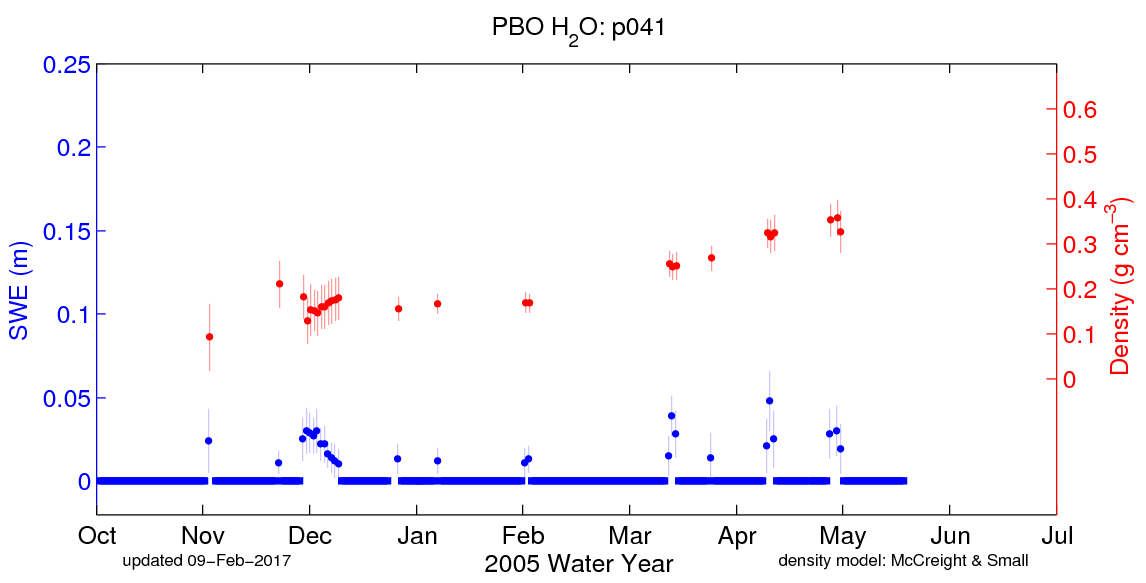 PBO H2O: p041
0.25
0.2
0.15
0.1
0.05
0
SWE (m)
0.6
0.5
0.4
0.3
0.2
0.1
0
Density (g cm−3)
Oct Nov Dec Jan Feb Mar Apr May Jun Jul
updated 09−Feb−2017
2005 Water Year
density model: McCreight & Small